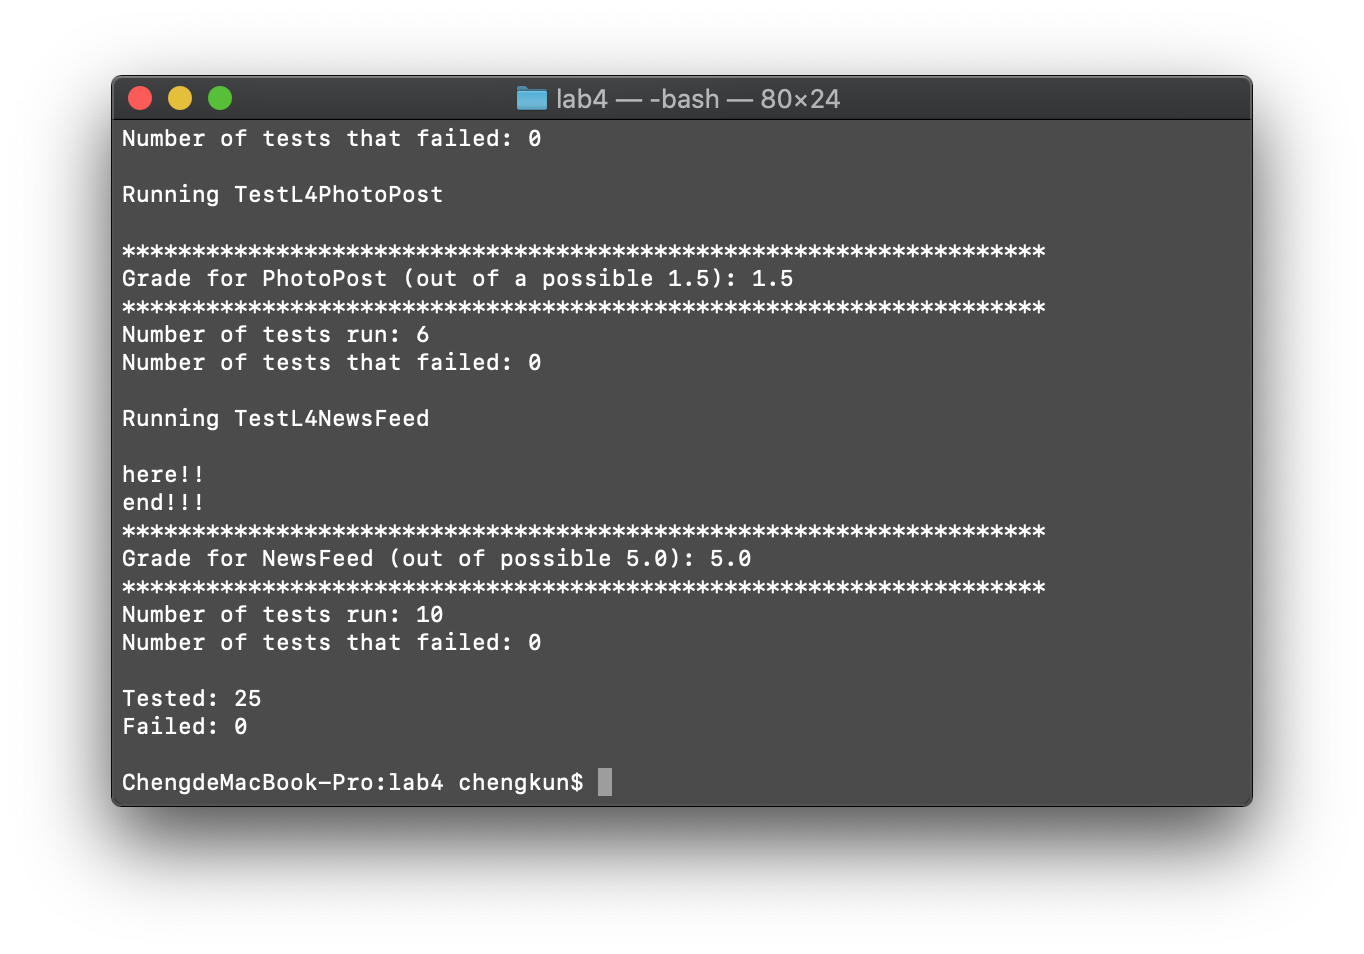 lab4 — -bash — 80×24
Number of tests that failed: 0
Running TestL4PhotoPost
******************************************************************
Grade for PhotoPost (out of a possible 1.5): 1.5
******************************************************************
Number of tests run: 6
Number of tests that failed: 0
Running TestL4NewsFeed
here!!
end!!!
******************************************************************
Grade for NewsFeed (out of possible 5.0): 5.0
******************************************************************
Number of tests run: 10
Number of tests that failed: 0
Tested: 25
Failed: 0
ChengdeMacBook-Pro:lab4 chengkun$